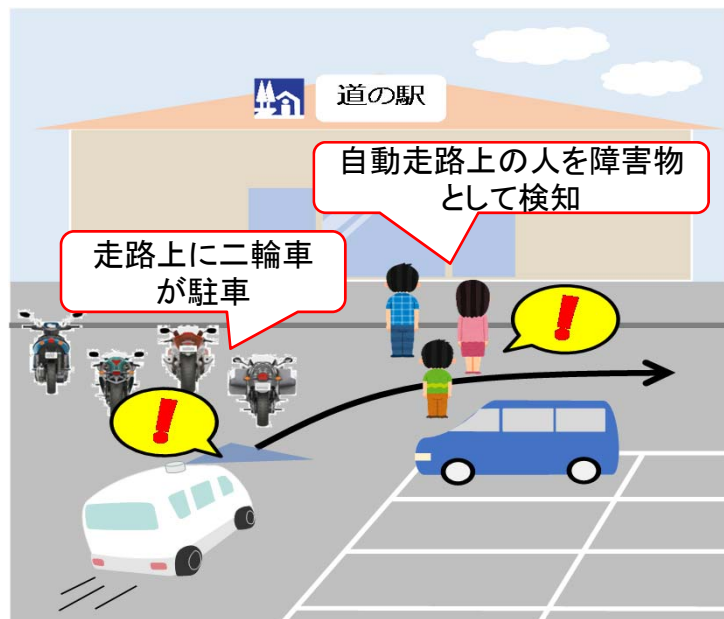 道の駅
自動走路上の人を障害物
として検知
走路上に二輪車
が駐車
!
!